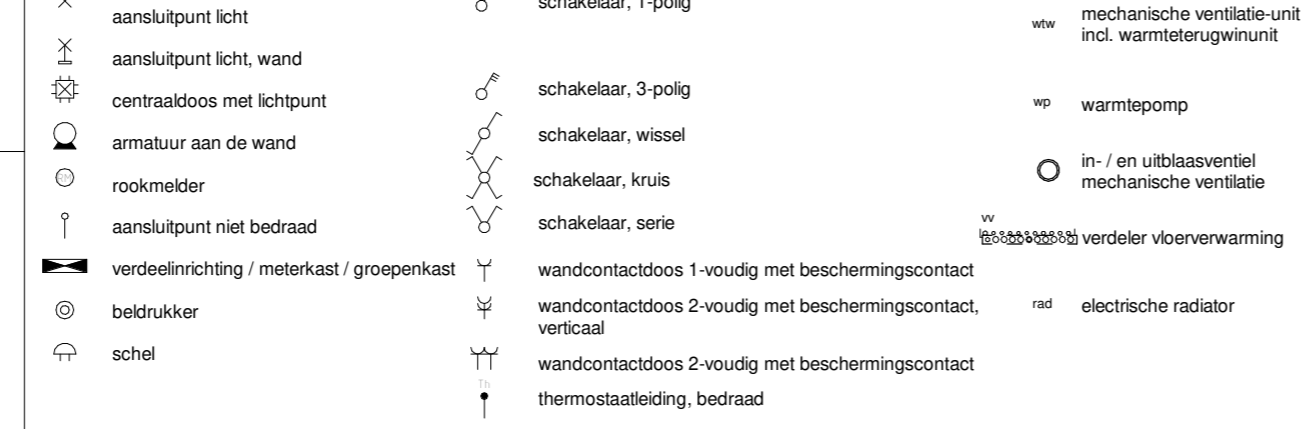 aansluitpunt licht
aansluitpunt licht, wand
centraaldoos met lichtpunt
armatuur aan de wand
RM
rookmelder
aansluitpunt niet bedraad
verdeelinrichting / meterkast / groepenkast
beldrukker
schel
schakelaar, 1-polig
schakelaar, 3-polig
schakelaar, wissel
schakelaar, kruis
schakelaar, serie
wandcontactdoos 1-voudig met beschermingscontact
wandcontactdoos 2-voudig met beschermingscontact,
verticaal
wandcontactdoos 2-voudig met beschermingscontact
Th
thermostaatleiding, bedraad
wtw
mechanische ventilatie-unit
incl. warmteterugwinunit
wp
warmtepomp
in- / en uitblaasventiel
mechanische ventilatie
vv
verdeler vloerverwarming
rad
electrische radiator